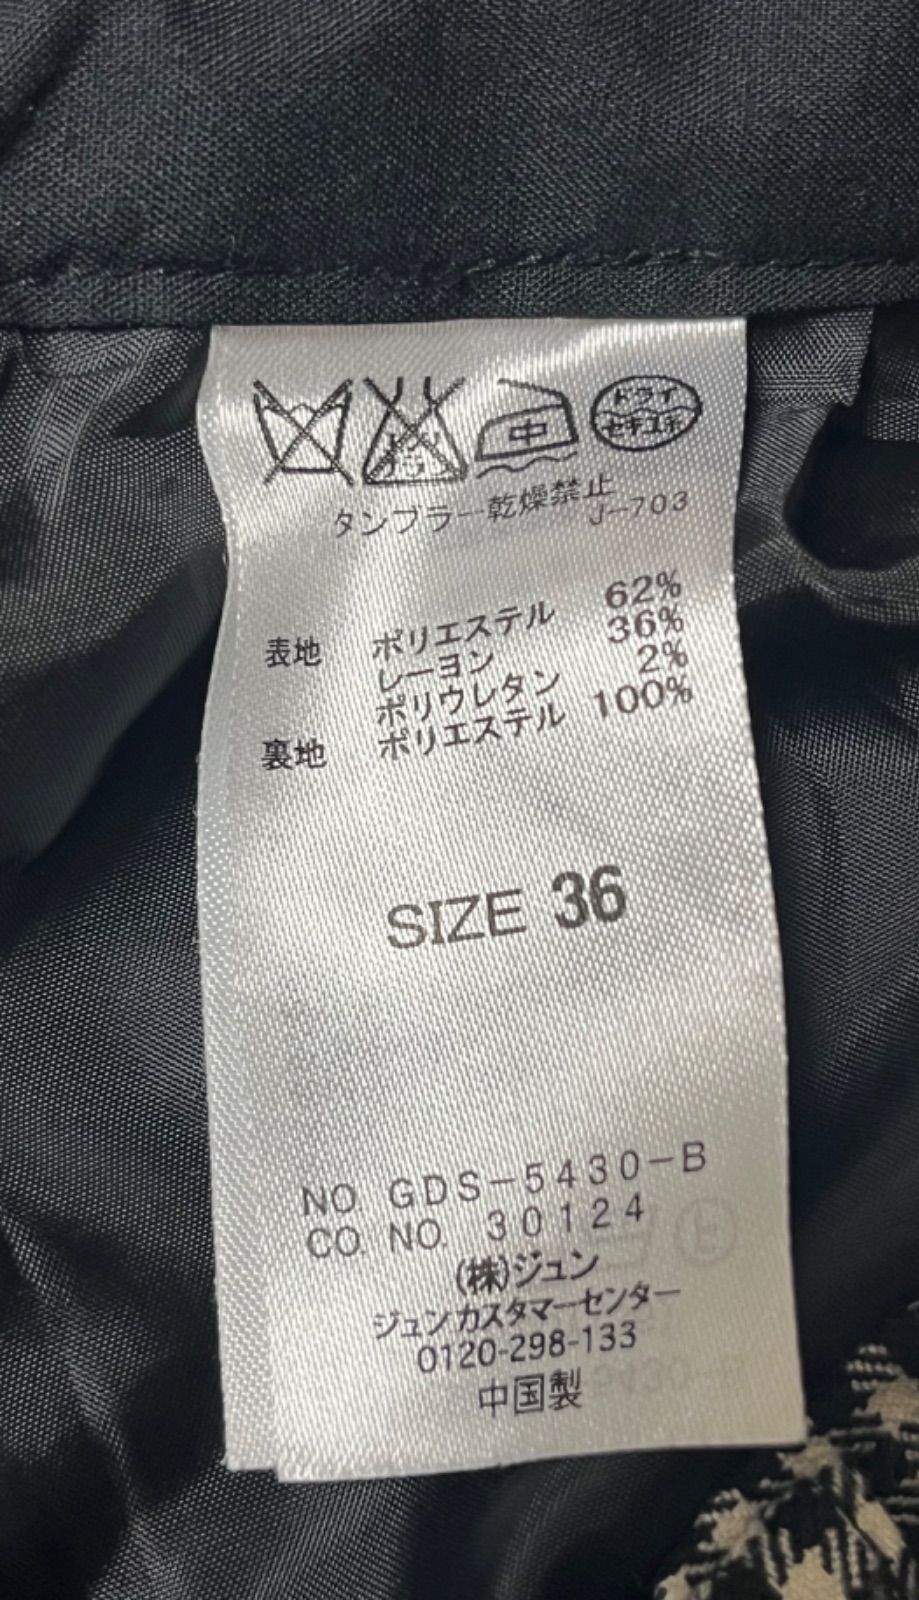 中
ドライ
セキユ系
タンブラー乾燥禁止
J-703
表地 ポリエステル 62%
レーヨン 36%
ポリウレタン 2%
裏地 ポリエステル 100%
SIZE 36
NO GDS-5430-B
CO. NO. 30124
(株)ジュン
ジュンカスタマーセンター
0120-298-133
中国製